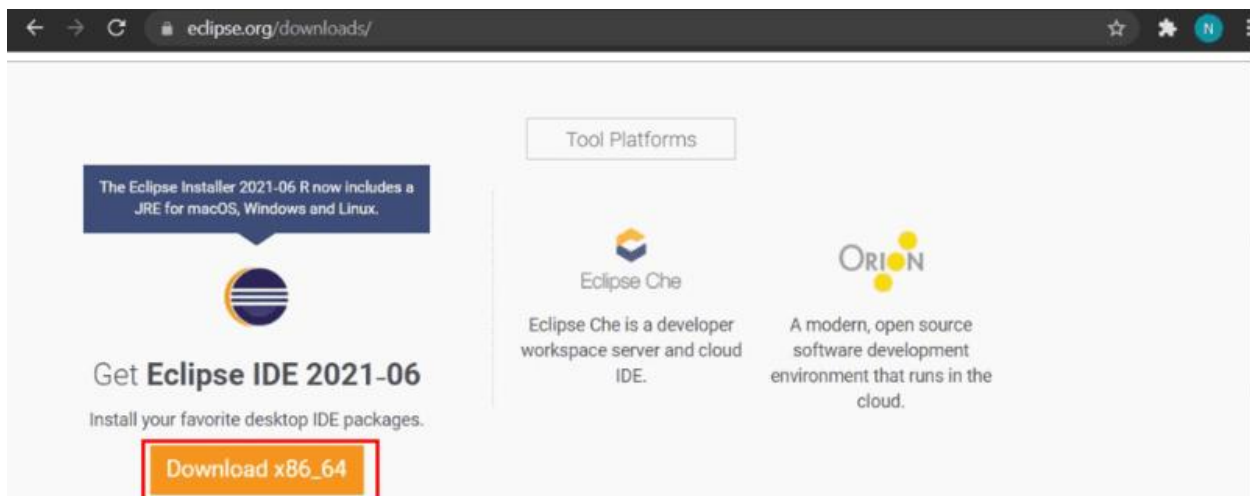 eclipse.org/downloads/
N
Tool Platforms
The Eclipse Installer 2021-06 R now includes a
JRE for macOS, Windows and Linux.
Get Eclipse IDE 2021-06
Install your favorite desktop IDE packages.
Download x86_64
Eclipse Che
Eclipse Che is a developer
workspace server and cloud
IDE.
ORION
A modern, open source
software development
environment that runs in the
cloud.